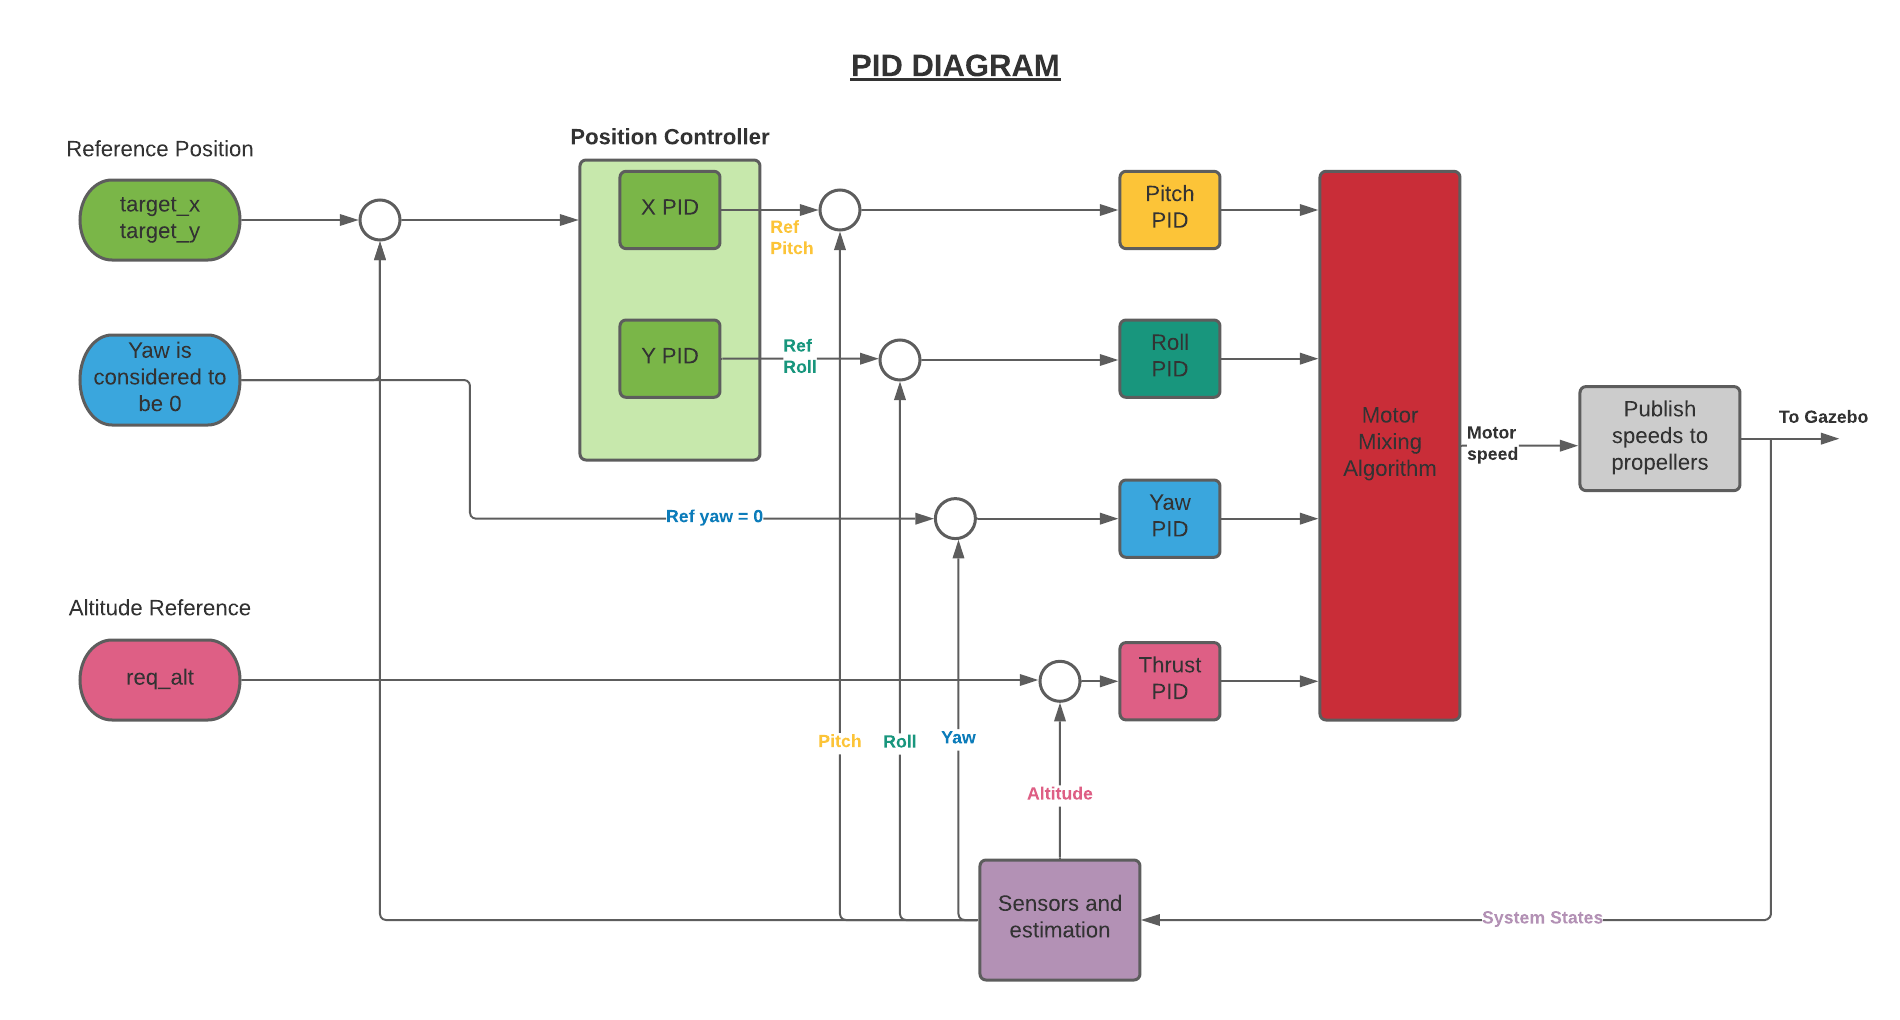 PID DIAGRAM
Reference Position
target_x
target_y
Yaw is
considered to
be 0
Altitude Reference
req_alt
Position Controller
X PID
Y PID
Ref
Pitch
Ref
Roll
Ref yaw = 0
Pitch
Roll
Yaw
Altitude
Pitch
PID
Roll
PID
Yaw
PID
Thrust
PID
Motor
Mixing
Algorithm
Motor
speed
Publish
speeds to
propellers
To Gazebo
Sensors and
estimation
System States